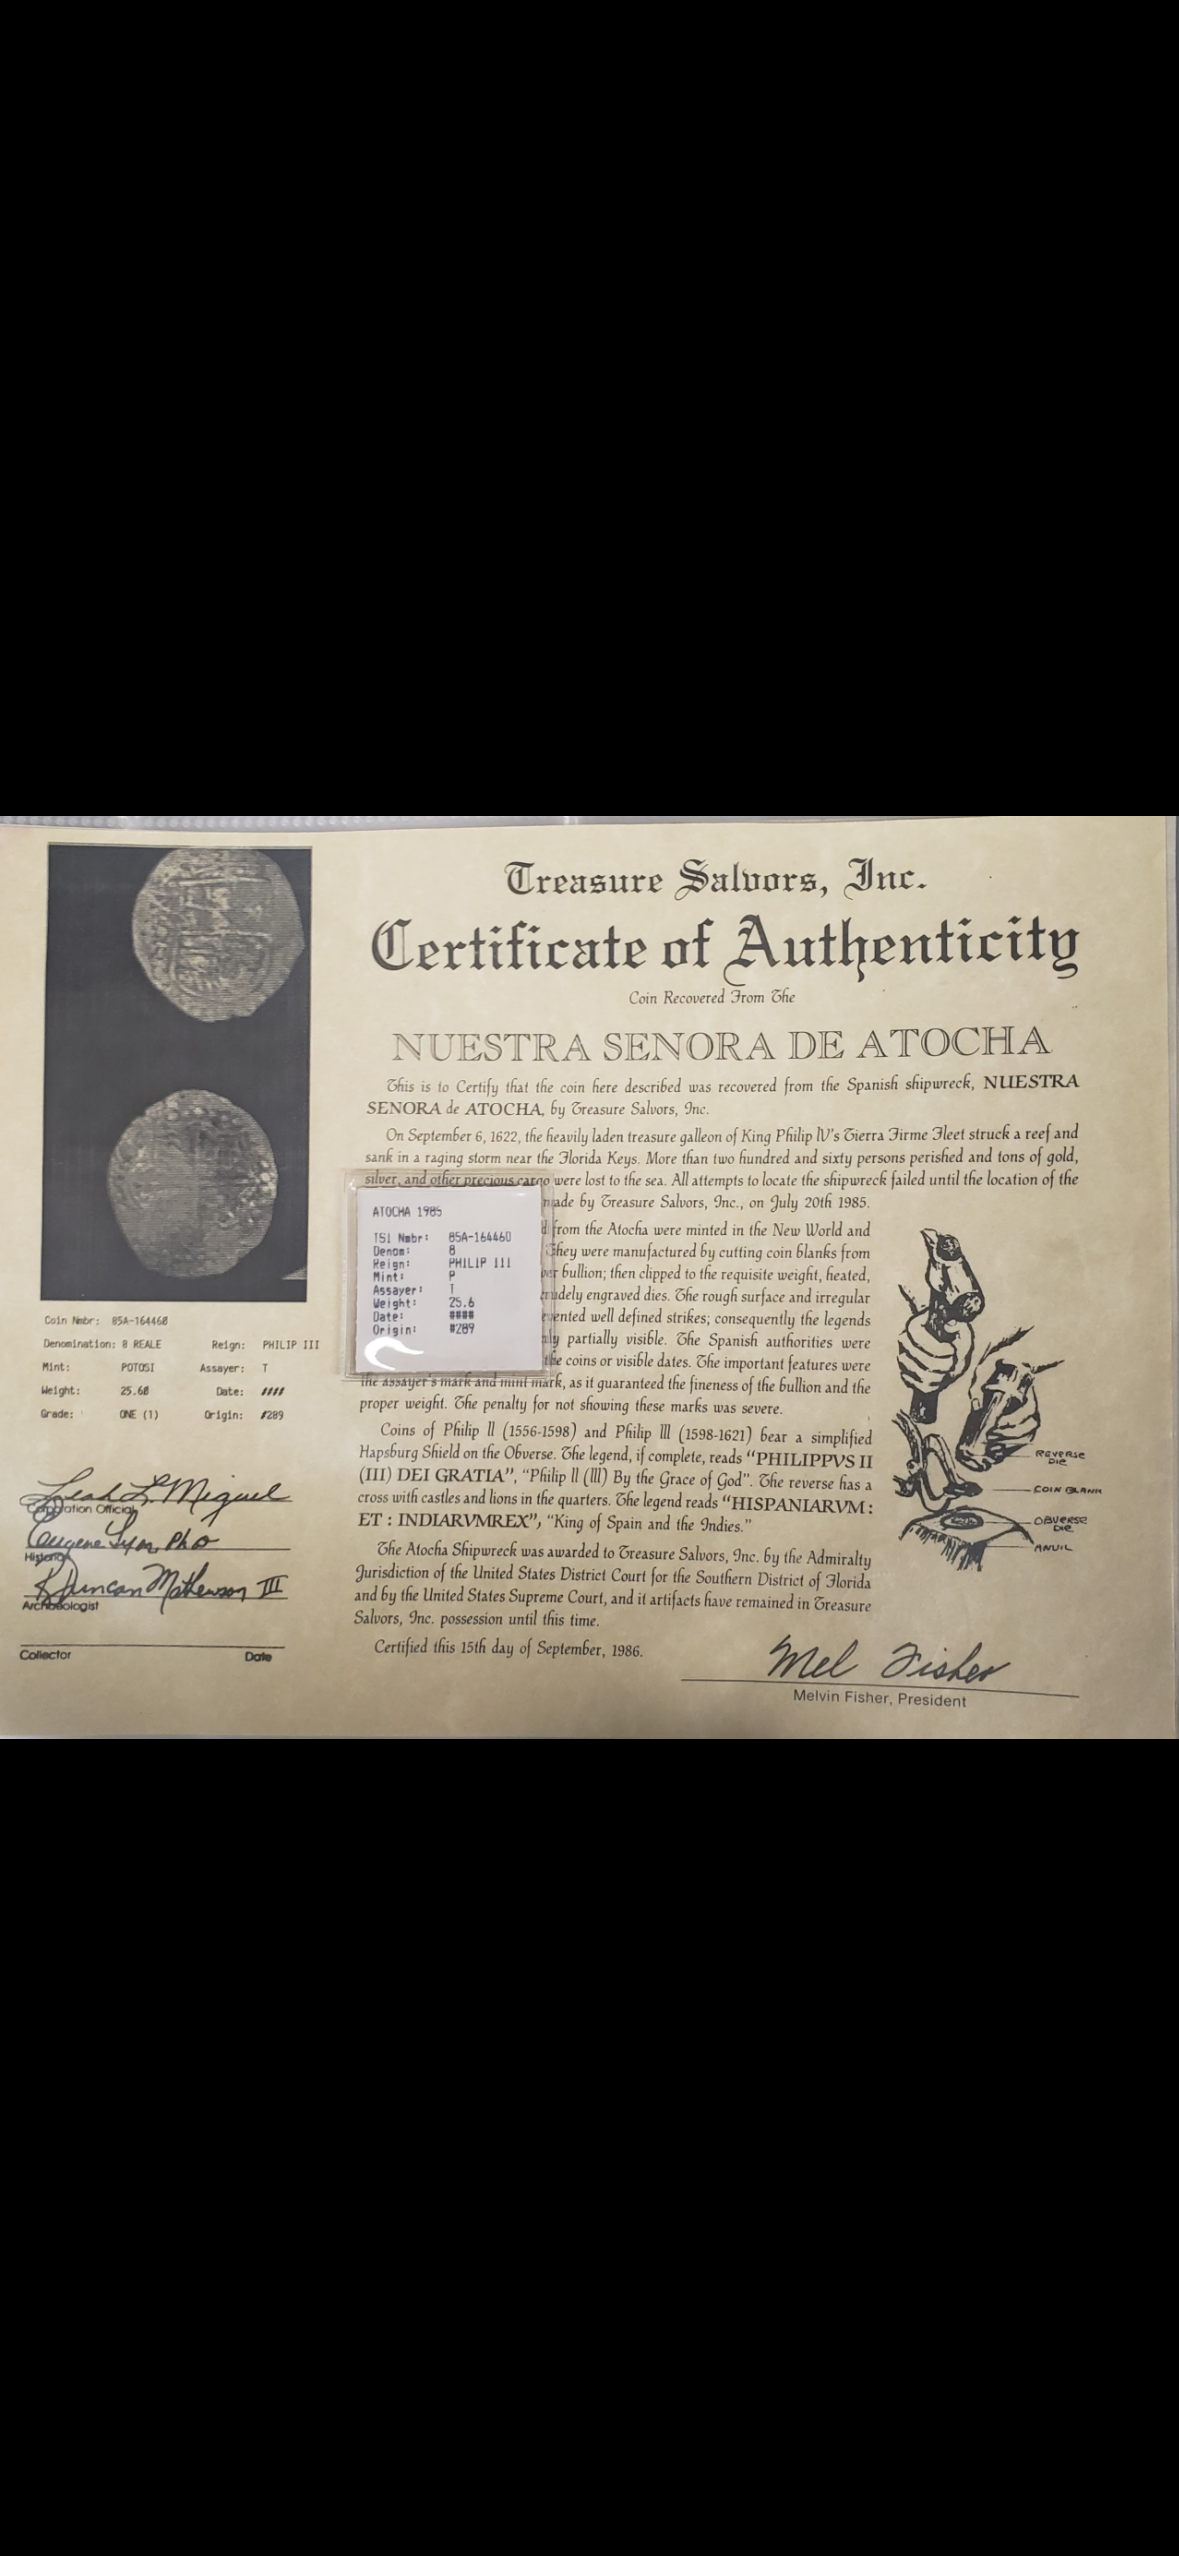 Treasure Salvors, Inc.
Certificate of Authenticity
Coin Recovered From The
NUESTRA SENORA DE ATOCHA
This is to Certify that the coin here described was recovered from the Spanish shipwreck, NUESTRA
SENORA de ATOCHA, by Treasure Salvors, Inc.
On September 6, 1622, the heavily laden treasure galleon of King Philip IV's Tierra Firme Fleet struck a reef and
sank in a raging storm near the Florida Keys. More than two hundred and sixty persons perished and tons of gold,
silver, and other precious cargo were lost to the sea. All attempts to locate the shipwreck failed until the location of the
made by Treasure Salvors, Inc., on July 20th 1985.
from the Atocha were minted in the New World and
They were manufactured by cutting coin blanks from
bullion; then clipped to the requisite weight, heated,
engraved dies. The rough surface and irregular
well defined strikes; consequently the legends
partially visible. The Spanish authorities were
the coins or visible dates. The important features were
the assayer's mark and mint mark, as it guaranteed the fineness of the bullion and the
proper weight. The penalty for not showing these marks was severe.
Coins of Philip II (1556-1598) and Philip III (1598-1621) bear a simplified
Hapsburg Shield on the Obverse. The legend, if complete, reads "PHILIPPVS II
(III) DEI GRATIA", "Philip II (III) By the Grace of God". The reverse has a
cross with castles and lions in the quarters. The legend reads "HISPANIARVM :
ET : INDIARVMREX", "King of Spain and the Indies."
The Atocha Shipwreck was awarded to Treasure Salvors, Inc. by the Admiralty
Jurisdiction of the United States District Court for the Southern District of Florida
and by the United States Supreme Court, and it artifacts have remained in Treasure
Salvors, Inc. possession until this time.
Certified this 15th day of September, 1986.
Mel Fisher
Melvin Fisher, President
REVERSE DIE
COIN BLANK
OBVERSE DIE
ANVIL
ATOCHA 1985
TSI Nmbr: 85A-164460
Denom: 8
Reign: PHILIP III
Mint: P
Assayer: T
Weight: 25.6
Date: ####
Origin: #289
Coin Nmbr: 85A-164460
Denomination: 8 REALE Reign: PHILIP III
Mint: POTOSI Assayer: T
Weight: 25.60 Date: ####
Grade: ONE (1) Origin: #289
Leah L. Miguel
Corporation Official
Eugene Lyon, PhD
Historian
R Duncan Mathewson III
Archaeologist
Collector Date